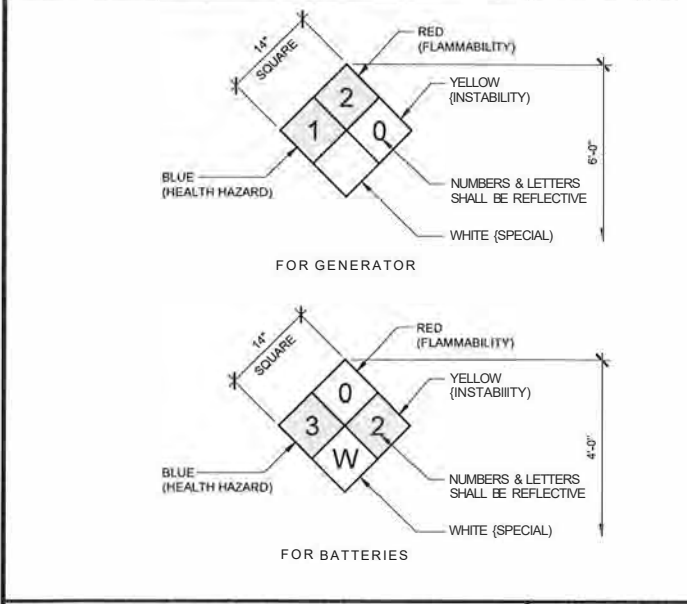 14"
SQUARE
RED
(FLAMMABILITY)
YELLOW
{INSTABILITY)
2
1
0
6'-0"
BLUE
(HEALTH HAZARD)
NUMBERS & LETTERS
SHALL BE REFLECTIVE
WHITE {SPECIAL)
FOR GENERATOR
14"
SQUARE
RED
(FLAMMABILITY)
YELLOW
{INSTABIIITY)
0
3
2
W
4'-0"
BLUE
(HEALTH HAZARD)
NUMBERS & LETTERS
SHALL BE REFLECTIVE
WHITE {SPECIAL)
FOR BATTERIES